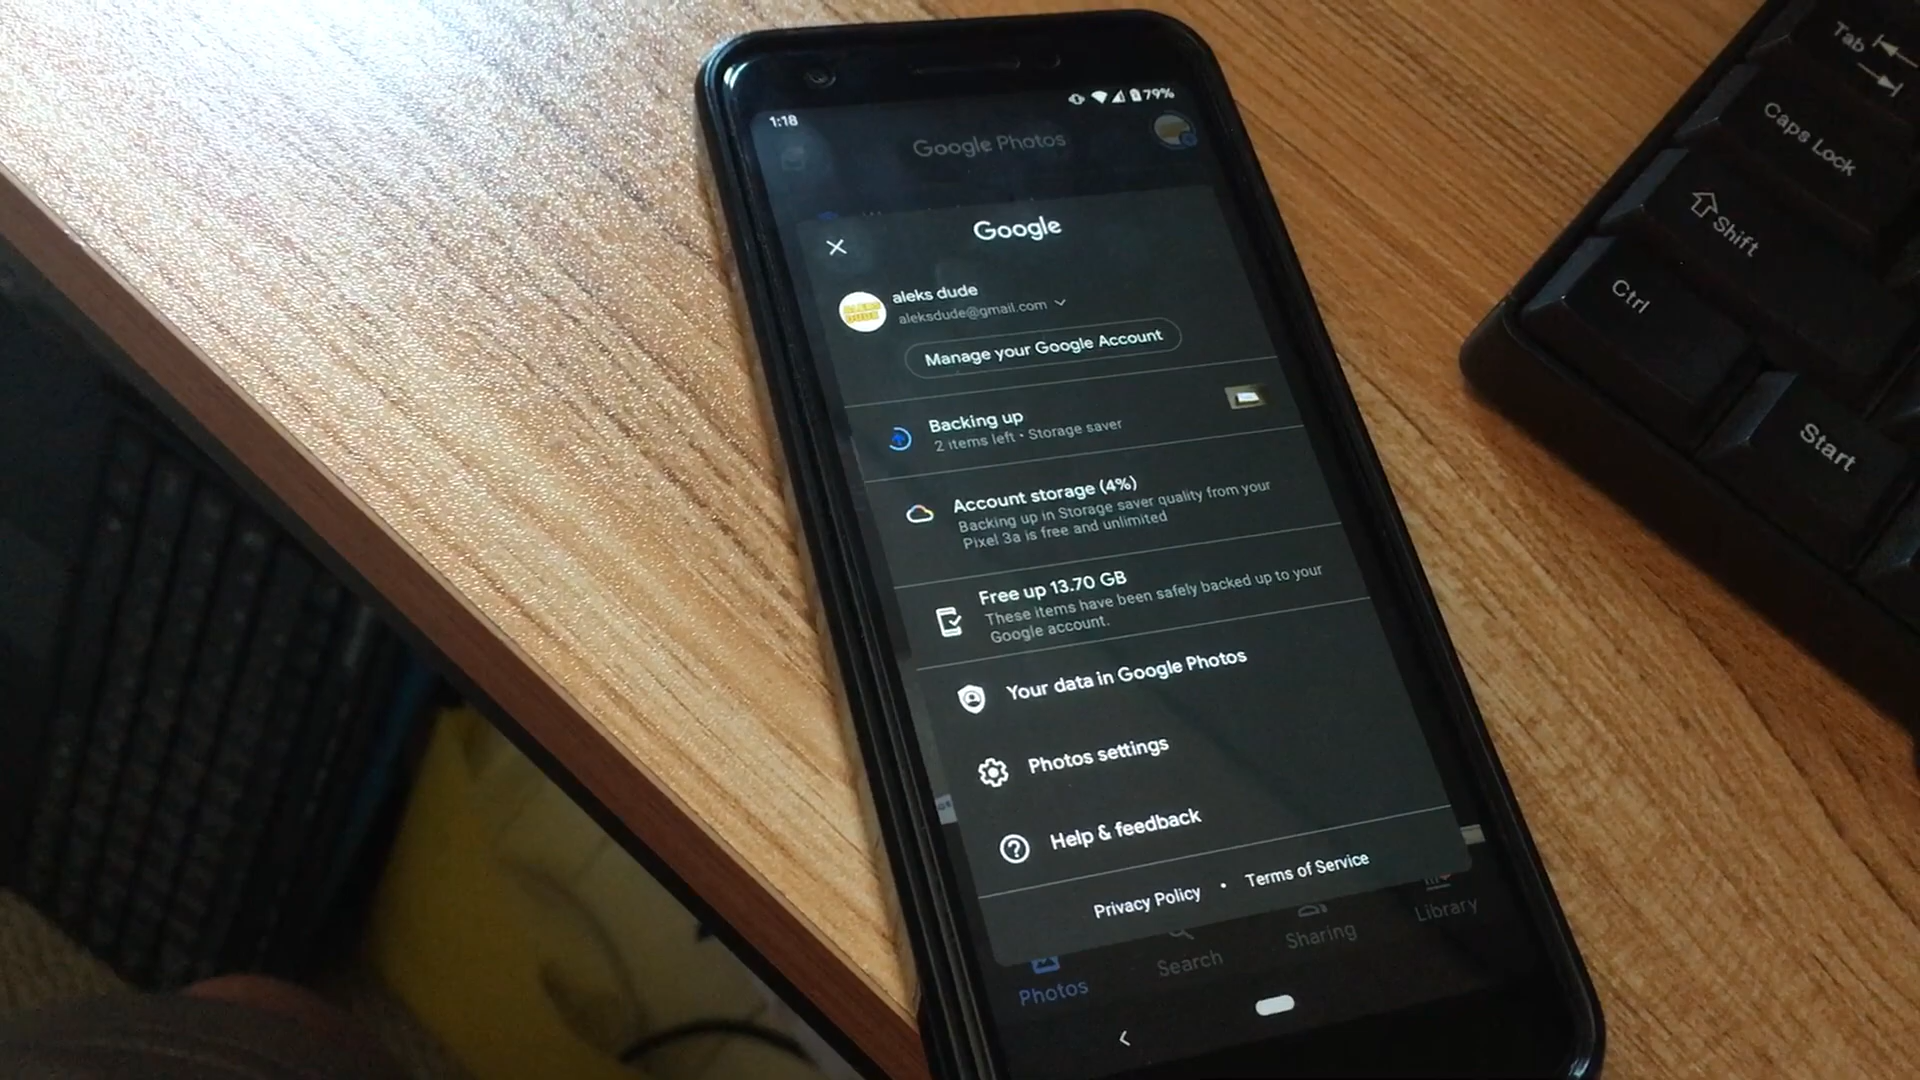 1:18
79%
Google Photos
Google
aleks dude
aleksdude@gmail.com
ALEKS
DUDE
Manage your Google Account
Backing up
2 items left • Storage saver
Account storage (4%)
Backing up in Storage saver quality from your
Pixel 3a is free and unlimited
Free up 13.70 GB
These items have been safely backed up to your
Google account.
Your data in Google Photos
Photos settings
Help & feedback
Privacy Policy • Terms of Service
Photos
Search
Sharing
Library
Tab
Caps Lock
Shift
Ctrl
Start